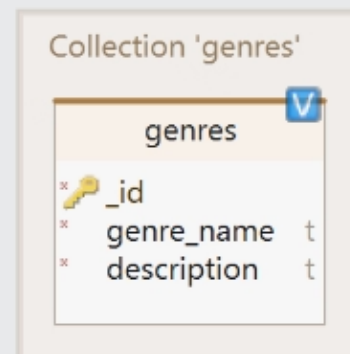 Collection 'genres'
V
genres
* _id
* genre_name t
* description t